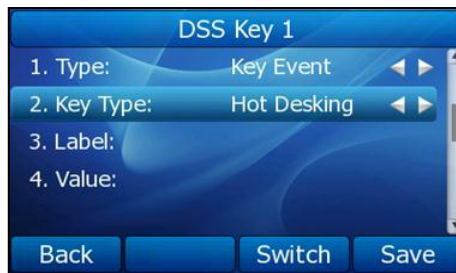 DSS Key 1
1. Type: Key Event
2. Key Type: Hot Desking
3. Label:
4. Value:
Back Switch Save